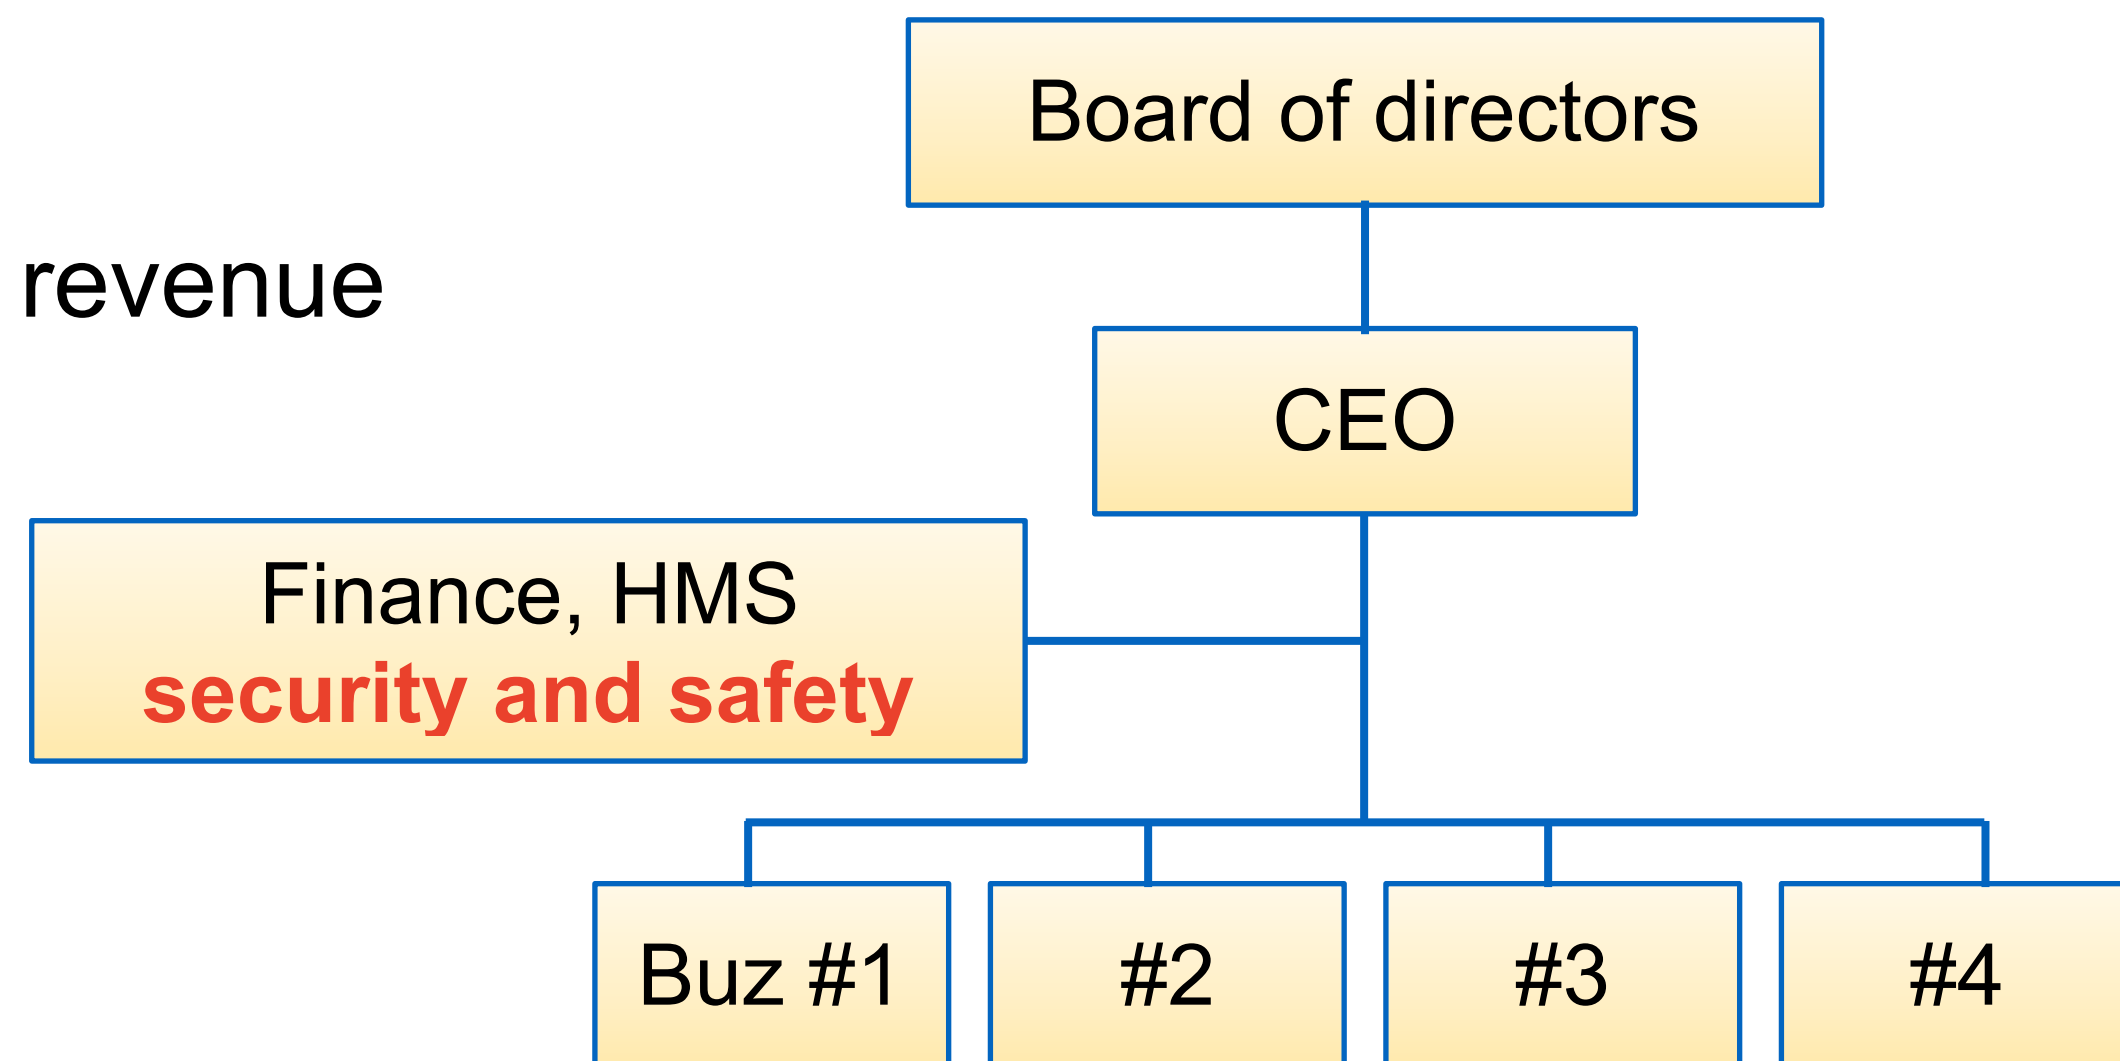 Board of directors
revenue
CEO
Finance, HMS
security and safety
Buz #1
#2
#3
#4